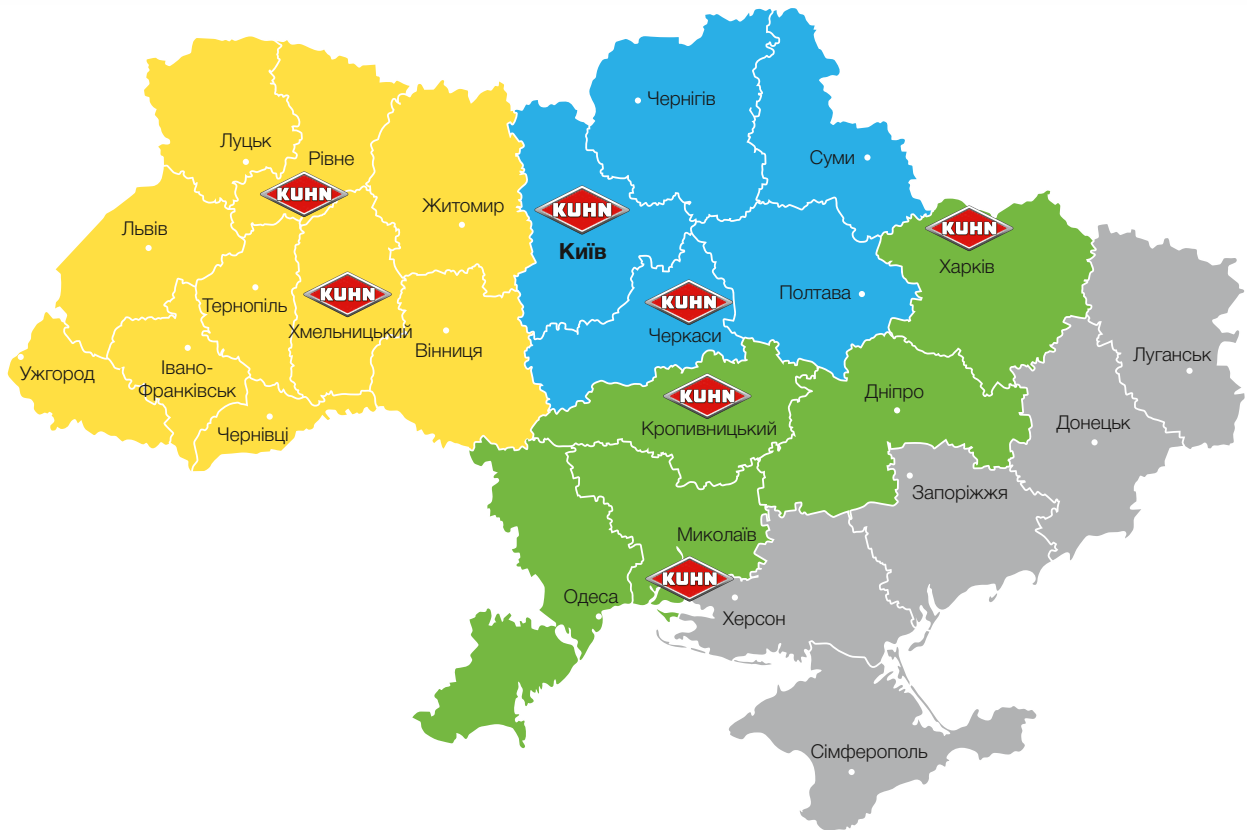 Чернігів
Луцьк
Рівне
Суми
KUHN
Житомир
KUHN
Львів
KUHN
Київ
Харків
Тернопіль
KUHN
Хмельницький
KUHN
Черкаси
Полтава
Вінниця
Ужгород
Івано-
Франківськ
Луганськ
KUHN
Кропивницький
Дніпро
Чернівці
Донецьк
Запоріжжя
Миколаїв
KUHN
Одеса
Херсон
Сімферополь